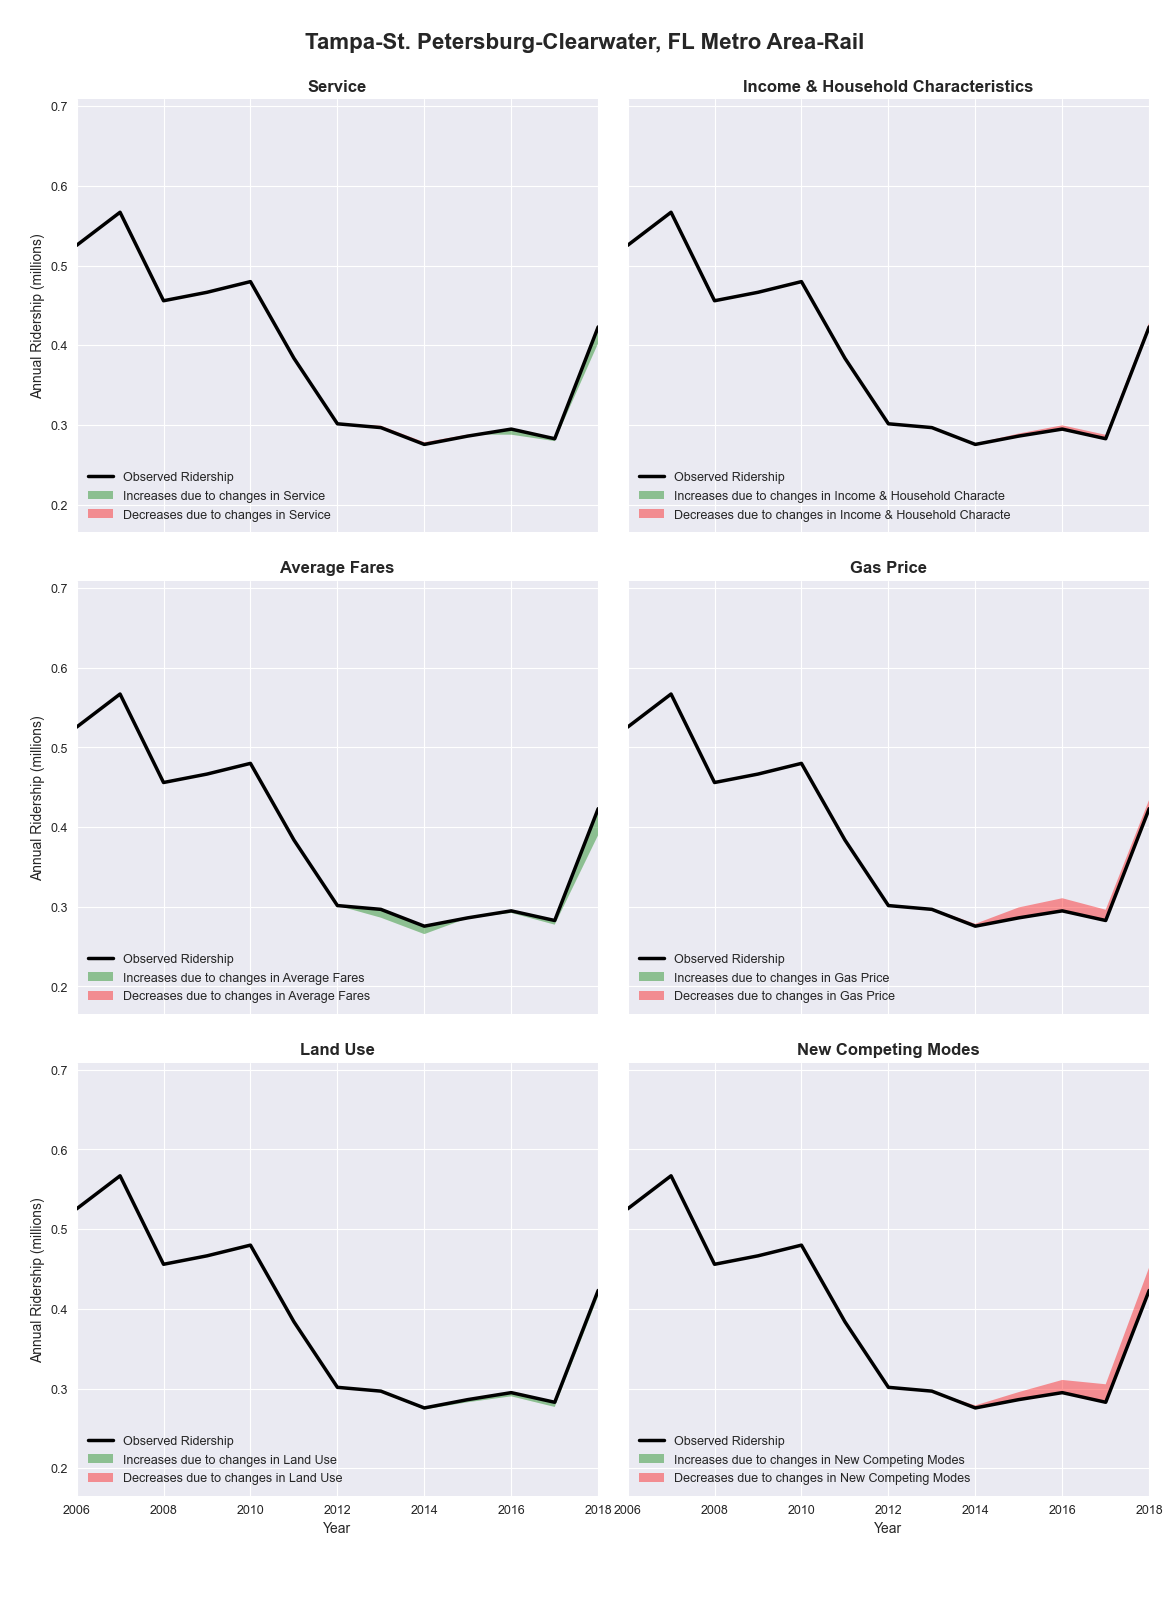 Tampa-St. Petersburg-Clearwater, FL Metro Area-Rail
Service
0.7
0.6
0.5
0.4
0.3
0.2
Annual Ridership (millions)
Observed Ridership
Increases due to changes in Service
Decreases due to changes in Service
Income & Household Characteristics
Observed Ridership
Increases due to changes in Income & Household Characte
Decreases due to changes in Income & Household Characte
Average Fares
0.7
0.6
0.5
0.4
0.3
0.2
Annual Ridership (millions)
Observed Ridership
Increases due to changes in Average Fares
Decreases due to changes in Average Fares
Gas Price
Observed Ridership
Increases due to changes in Gas Price
Decreases due to changes in Gas Price
Land Use
0.7
0.6
0.5
0.4
0.3
0.2
Annual Ridership (millions)
Observed Ridership
Increases due to changes in Land Use
Decreases due to changes in Land Use
2006 2008 2010 2012 2014 2016 2018
Year
New Competing Modes
Observed Ridership
Increases due to changes in New Competing Modes
Decreases due to changes in New Competing Modes
2006 2008 2010 2012 2014 2016 2018
Year